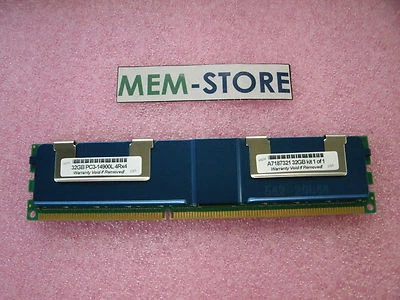 MEM-STORE
32GB PC3-14900L 4Rx4
Warranty Void if Removed!
A7187321 32GB kit 1 of 1
Warranty Void if Removed!